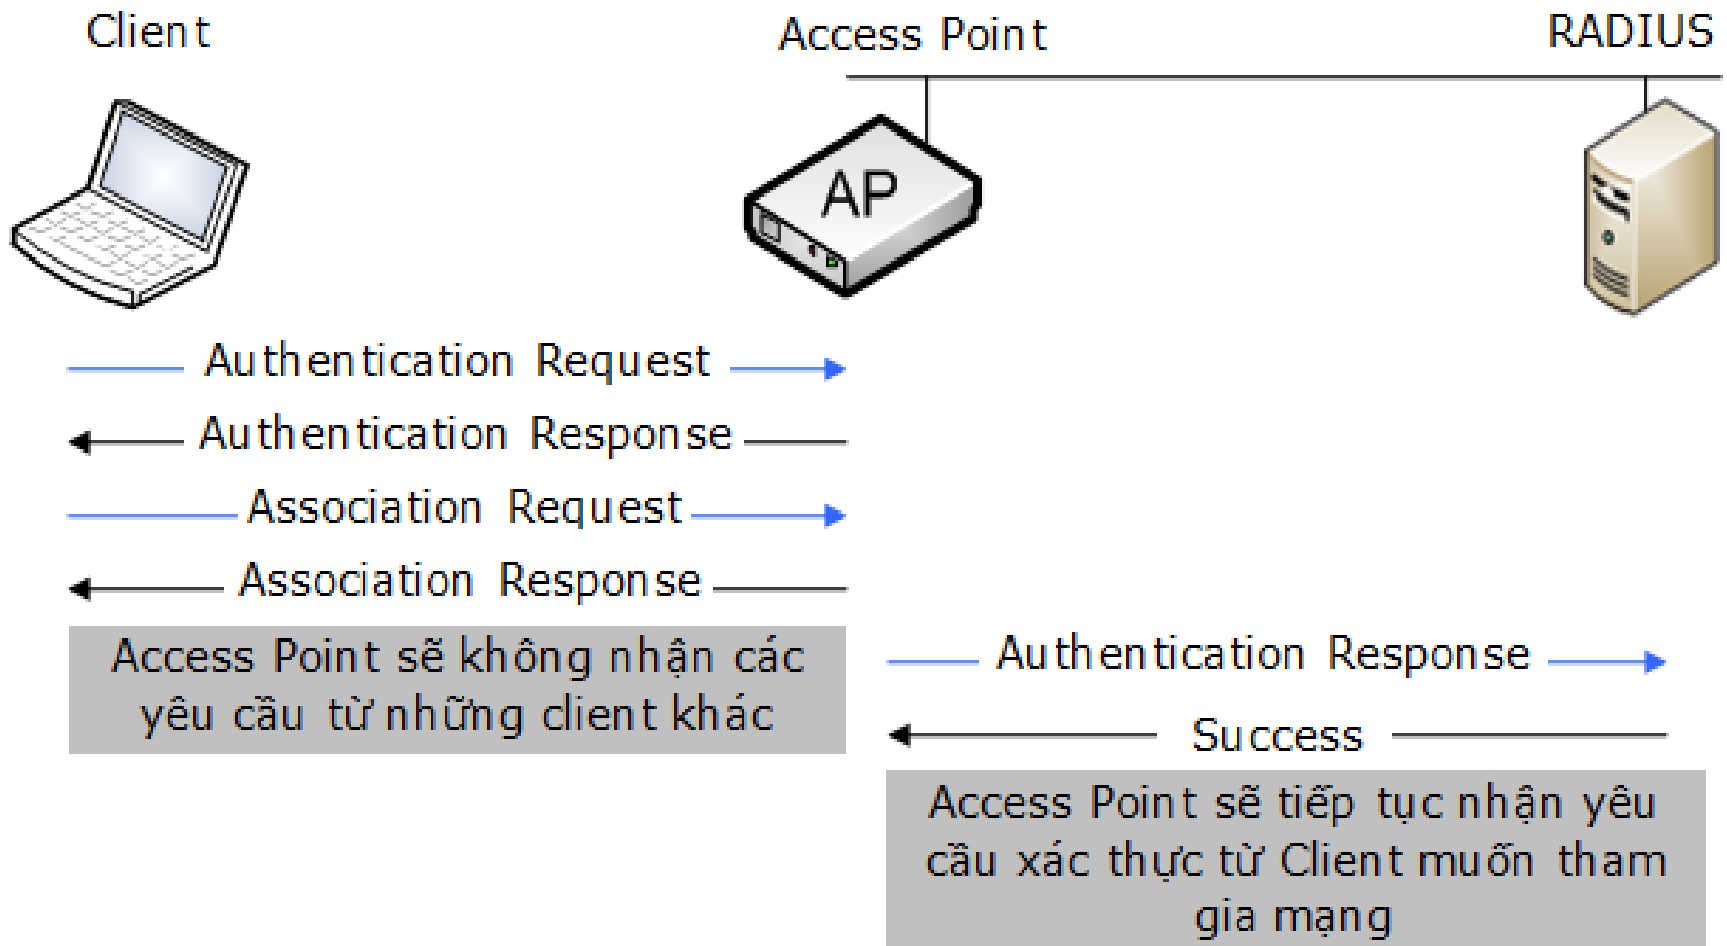 Client
Access Point
RADIUS
AP
Authentication Request
Authentication Response
Association Request
Association Response
Access Point sẽ không nhận các
yêu cầu từ những client khác
Authentication Response
Success
Access Point sẽ tiếp tục nhận yêu
cầu xác thực từ Client muốn tham
gia mạng